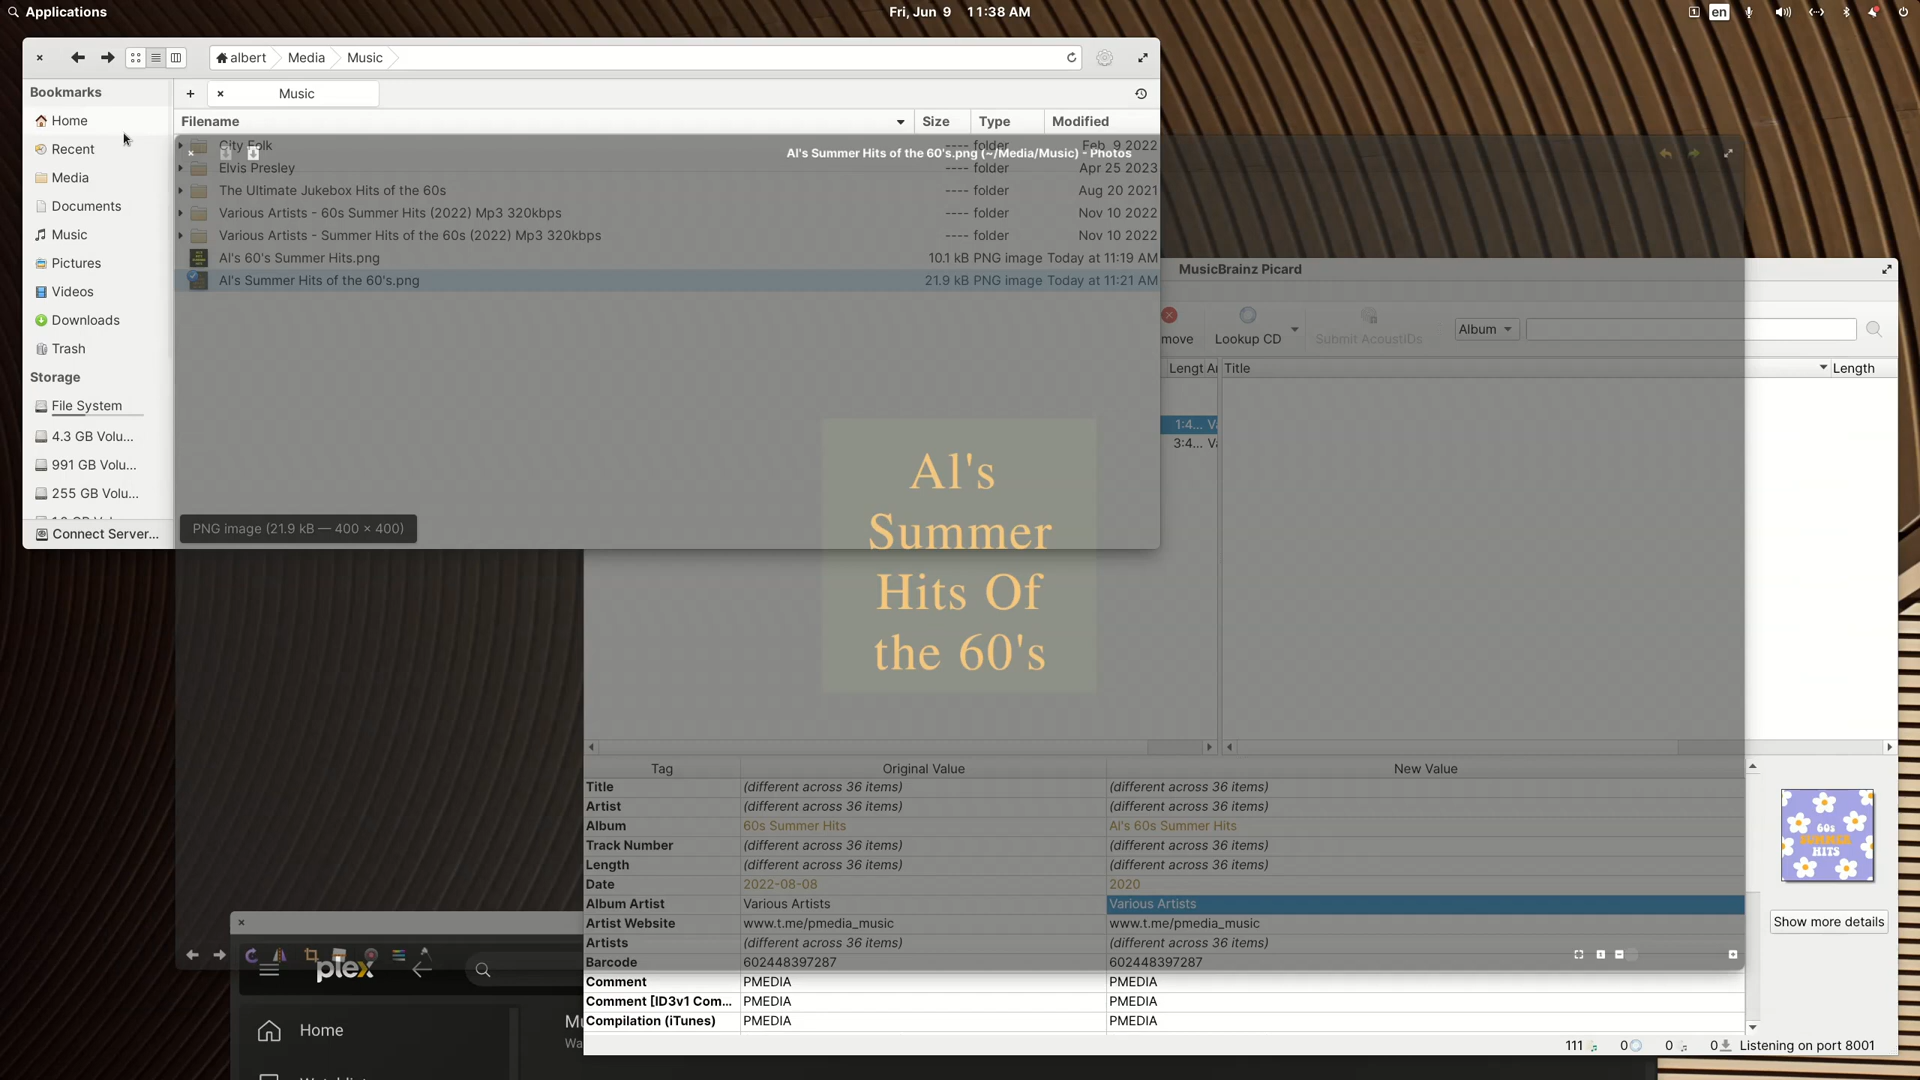 Applications
Fri, Jun 9 11:38 AM
en
albert
Media
Music
Bookmarks
Music
Filename
Size
Type
Modified
Home
Recent
Media
Documents
Music
Pictures
Videos
Downloads
Trash
Storage
File System
4.3 GB Volu...
991 GB Volu...
255 GB Volu...
Connect Server...
City Folk ---- folder Feb 9 2022
Al's Summer Hits of the 60's.png (~/Media/Music) - Photos
Elvis Presley ---- folder Apr 25 2023
The Ultimate Jukebox Hits of the 60s ---- folder Aug 20 2021
Various Artists - 60s Summer Hits (2022) Mp3 320kbps ---- folder Nov 10 2022
Various Artists - Summer Hits of the 60s (2022) Mp3 320kbps ---- folder Nov 10 2022
Al's 60's Summer Hits.png 10.1 kB PNG image Today at 11:19 AM
Al's Summer Hits of the 60's.png 21.9 kB PNG image Today at 11:21 AM
PNG image (21.9 kB — 400 × 400)
Al's
Summer
Hits Of
the 60's
MusicBrainz Picard
move
Lookup CD
Submit AcoustIDs
Album
Lengt
Title
Length
1:4...
3:4...
Tag Original Value New Value
Title (different across 36 items) (different across 36 items)
Artist (different across 36 items) (different across 36 items)
Album 60s Summer Hits Al's 60s Summer Hits
Track Number (different across 36 items) (different across 36 items)
Length (different across 36 items) (different across 36 items)
Date 2022-08-08 2020
Album Artist Various Artists Various Artists
Artist Website www.t.me/pmedia_music www.t.me/pmedia_music
Artists (different across 36 items) (different across 36 items)
Barcode 602448397287 602448397287
Comment PMEDIA PMEDIA
Comment [ID3v1 Com... PMEDIA PMEDIA
Compilation (iTunes) PMEDIA PMEDIA
60s
SUMMER
HITS
Show more details
111 0 0 0 Listening on port 8001
plex
Home